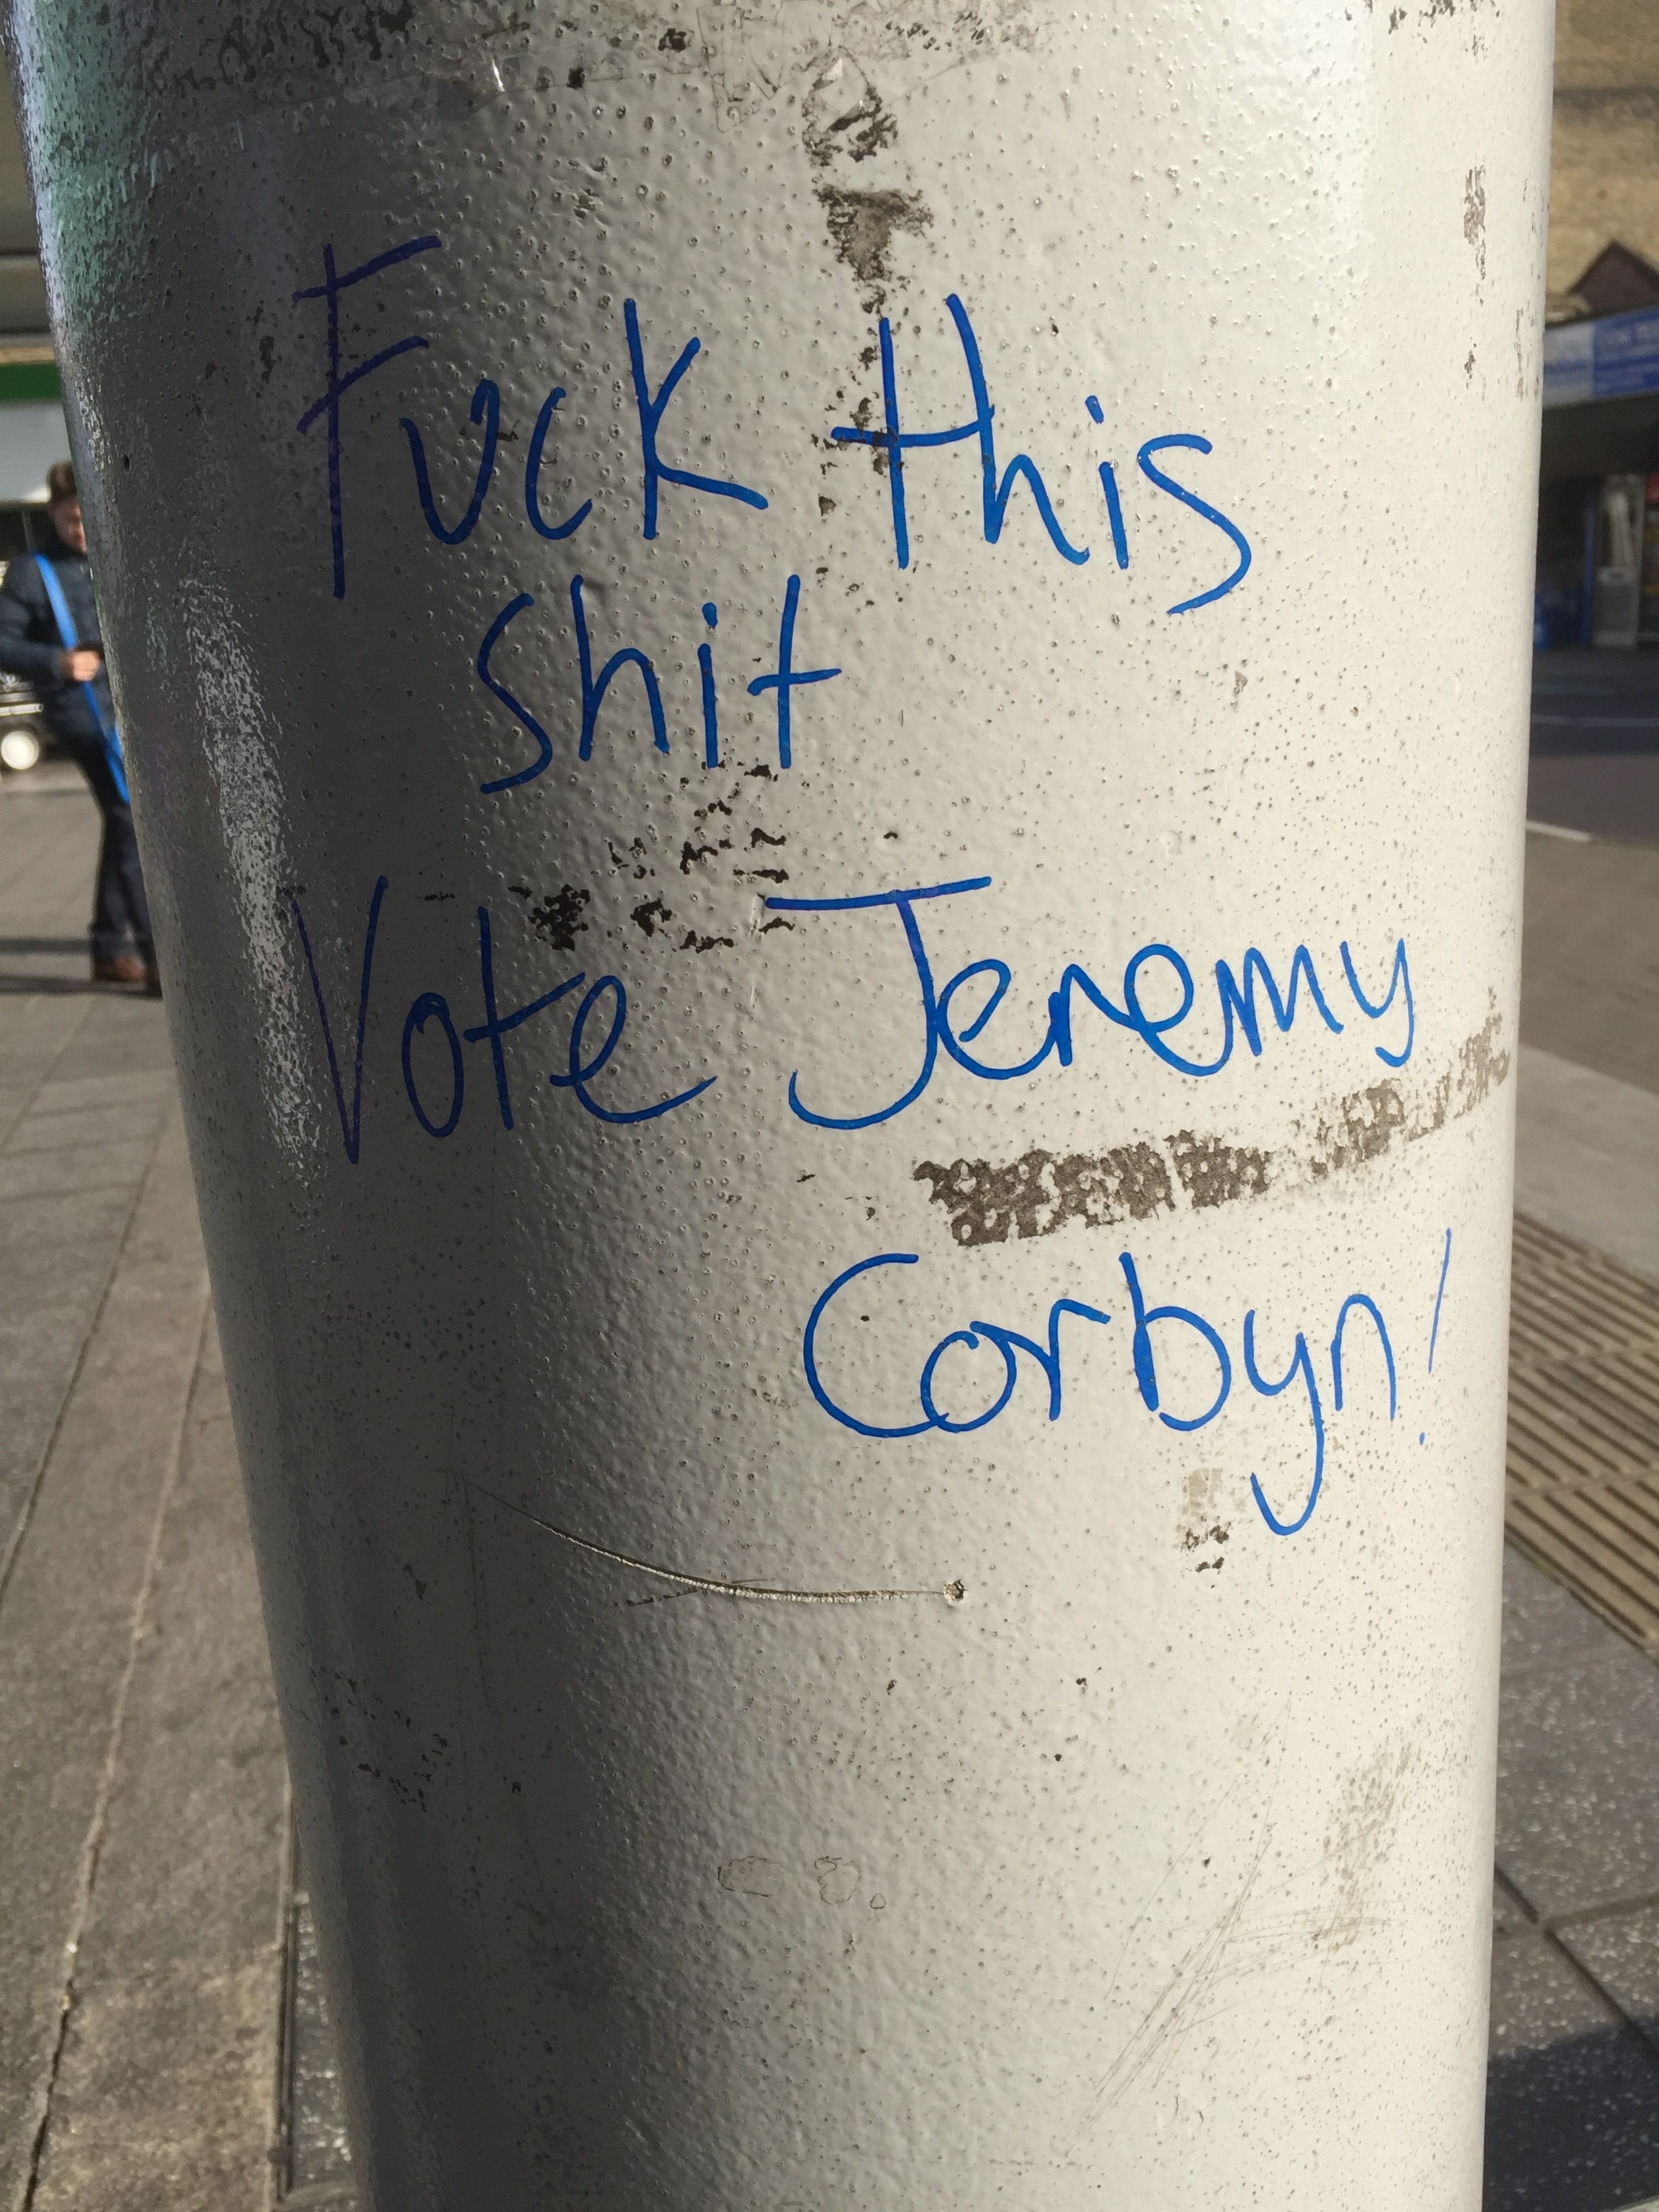 Fuck this
shit
Vote Jeremy
Corbyn!